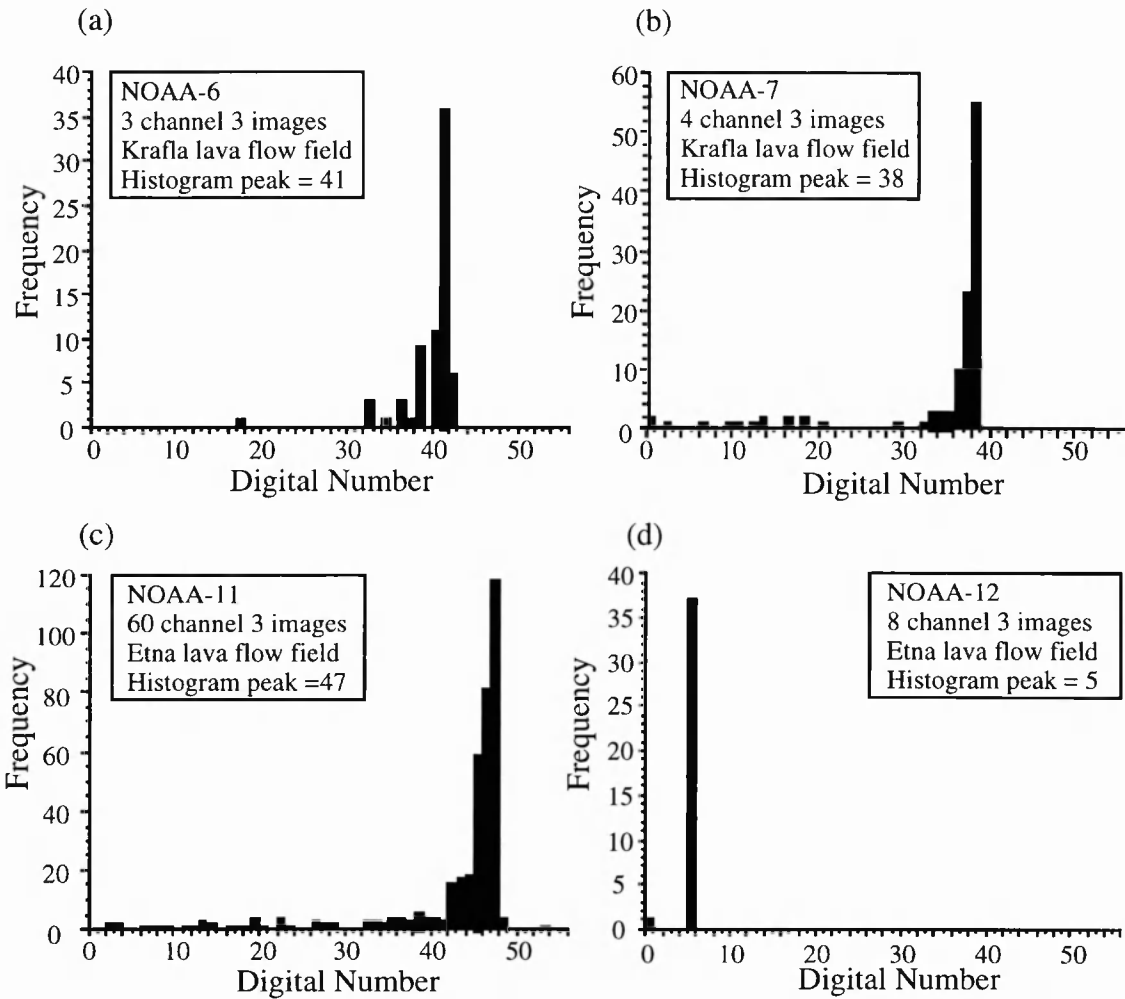 (a)
40
35
30
25
20
15
10
5
0
Frequency
NOAA-6
3 channel 3 images
Krafla lava flow field
Histogram peak = 41
0 10 20 30 40 50
Digital Number
(b)
60
50
40
30
20
10
0
Frequency
NOAA-7
4 channel 3 images
Krafla lava flow field
Histogram peak = 38
0 10 20 30 40 50
Digital Number
(c)
120
100
80
60
40
20
0
Frequency
NOAA-11
60 channel 3 images
Etna lava flow field
Histogram peak =47
0 10 20 30 40 50
Digital Number
(d)
40
35
30
25
20
15
10
5
0
Frequency
NOAA-12
8 channel 3 images
Etna lava flow field
Histogram peak = 5
0 10 20 30 40 50
Digital Number